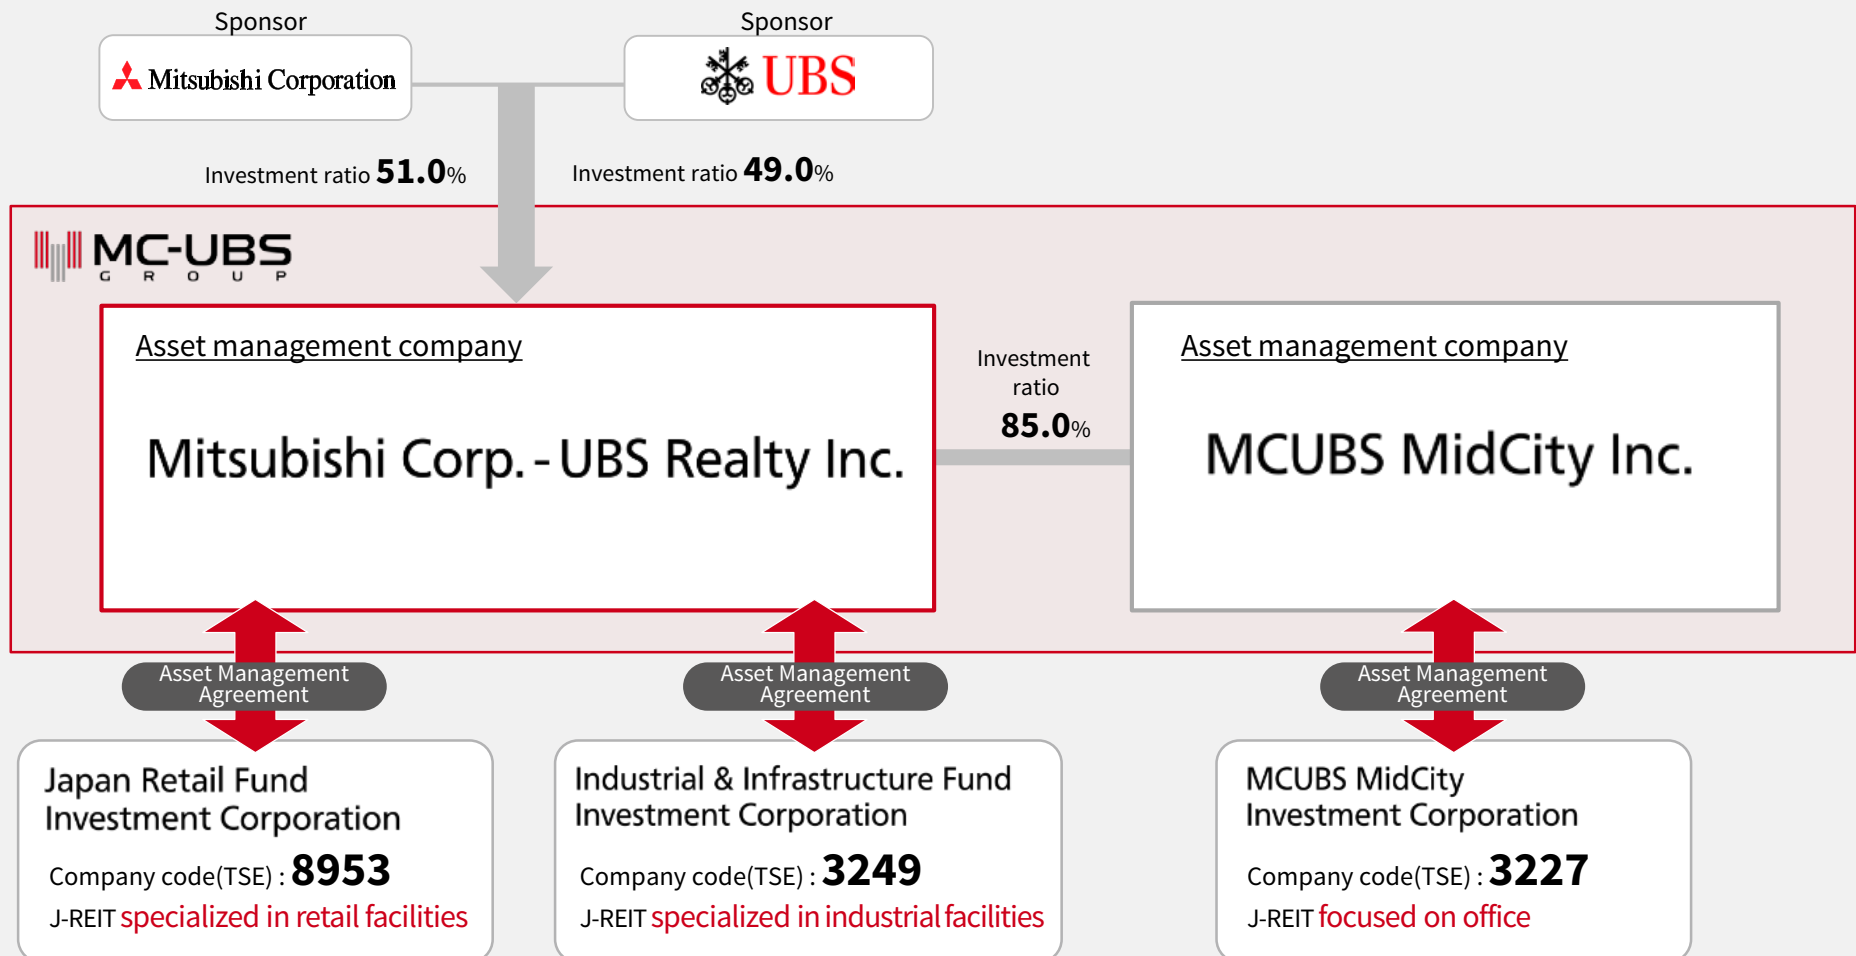 Sponsor
Sponsor
Mitsubishi Corporation
UBS
Investment ratio 51.0%
Investment ratio 49.0%
MC-UBS
GROUP
Asset management company
Mitsubishi Corp. - UBS Realty Inc.
Investment
ratio
85.0%
Asset management company
MCUBS MidCity Inc.
Asset Management
Agreement
Asset Management
Agreement
Asset Management
Agreement
Japan Retail Fund
Investment Corporation
Company code(TSE) : 8953
J-REIT specialized in retail facilities
Industrial & Infrastructure Fund
Investment Corporation
Company code(TSE) : 3249
J-REIT specialized in industrial facilities
MCUBS MidCity
Investment Corporation
Company code(TSE) : 3227
J-REIT focused on office